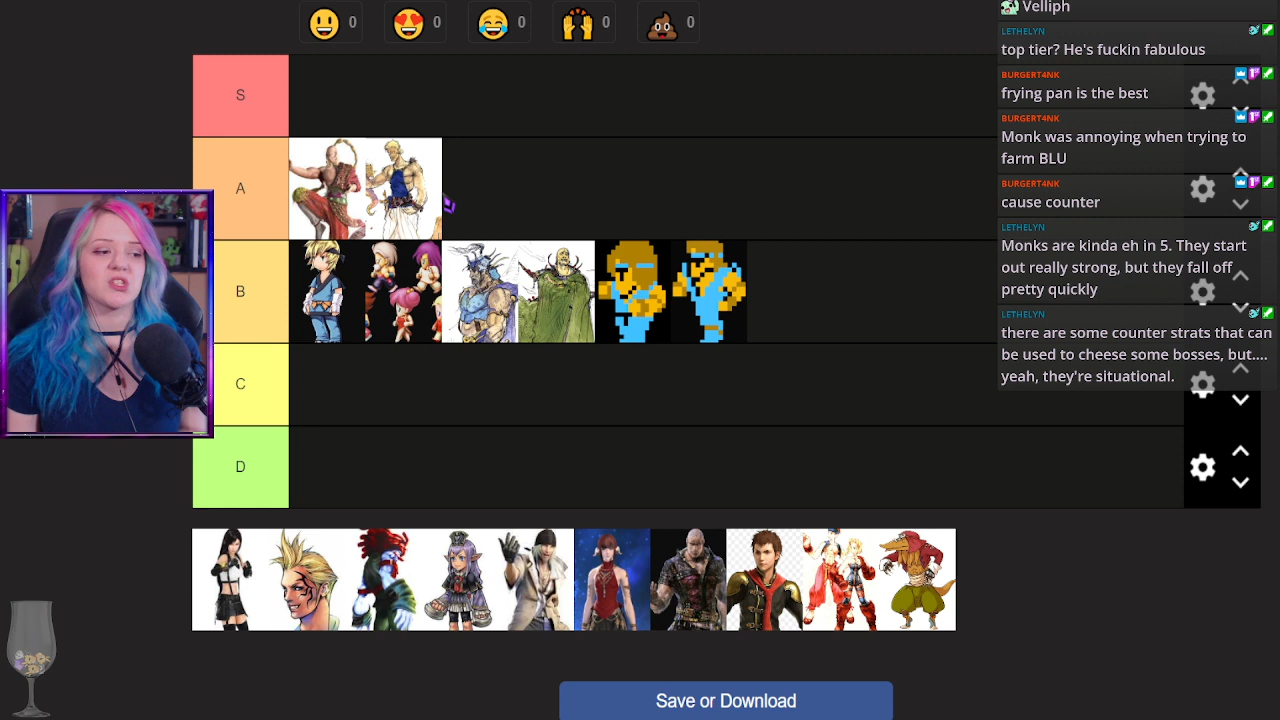 0 0 0 0 0
S
A
B
C
D
Save or Download
Velliph
LETHELYN
top tier? He's fuckin fabulous
BURGERT4NK
frying pan is the best
BURGERT4NK
Monk was annoying when trying to
farm BLU
BURGERT4NK
cause counter
LETHELYN
Monks are kinda eh in 5. They start
out really strong, but they fall off
pretty quickly
LETHELYN
there are some counter strats that can
be used to cheese some bosses, but....
yeah, they're situational.